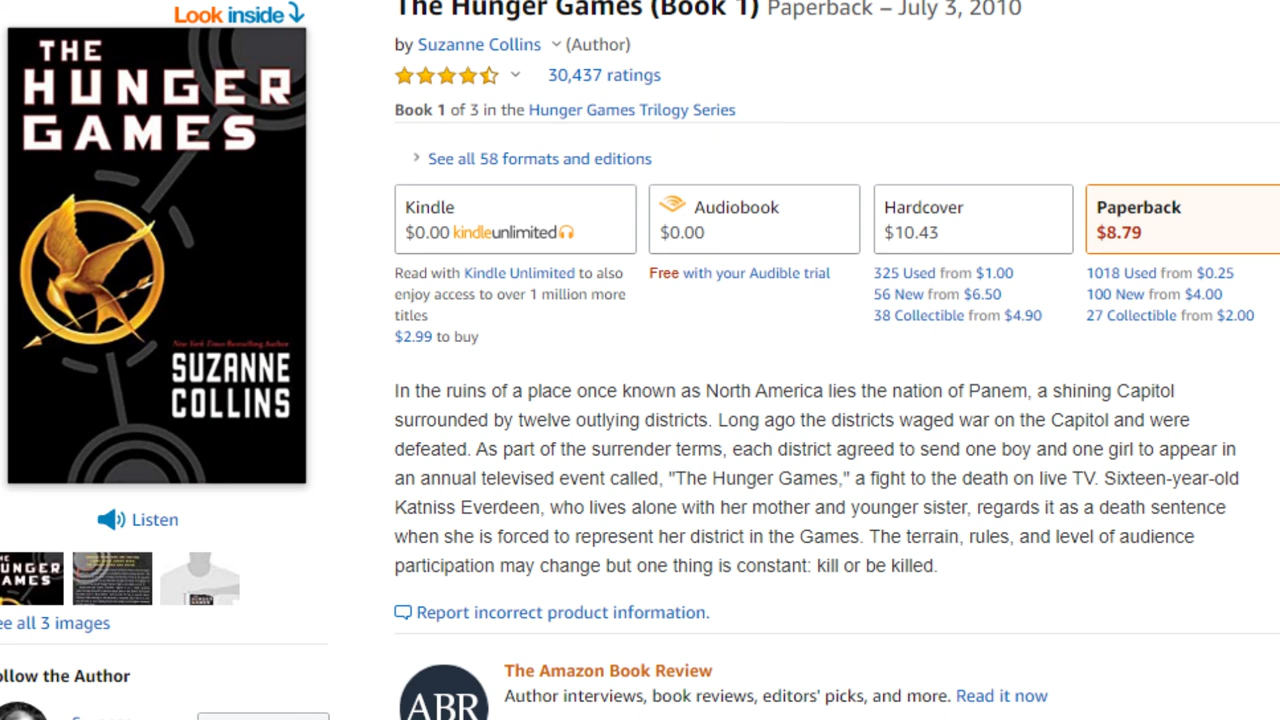 Look inside
THE
HUNGER
GAMES
New York Times Bestselling Author
SUZANNE
COLLINS
Listen
See all 3 images
Follow the Author
The Hunger Games (Book 1) Paperback – July 3, 2010
by Suzanne Collins (Author)
30,437 ratings
Book 1 of 3 in the Hunger Games Trilogy Series
See all 58 formats and editions
Kindle
$0.00 kindleunlimited
Read with Kindle Unlimited to also
enjoy access to over 1 million more
titles
$2.99 to buy
Audiobook
$0.00
Free with your Audible trial
Hardcover
$10.43
325 Used from $1.00
56 New from $6.50
38 Collectible from $4.90
Paperback
$8.79
1018 Used from $0.25
100 New from $4.00
27 Collectible from $2.00
In the ruins of a place once known as North America lies the nation of Panem, a shining Capitol
surrounded by twelve outlying districts. Long ago the districts waged war on the Capitol and were
defeated. As part of the surrender terms, each district agreed to send one boy and one girl to appear in
an annual televised event called, "The Hunger Games," a fight to the death on live TV. Sixteen-year-old
Katniss Everdeen, who lives alone with her mother and younger sister, regards it as a death sentence
when she is forced to represent her district in the Games. The terrain, rules, and level of audience
participation may change but one thing is constant: kill or be killed.
Report incorrect product information.
ABR
The Amazon Book Review
Author interviews, book reviews, editors' picks, and more. Read it now